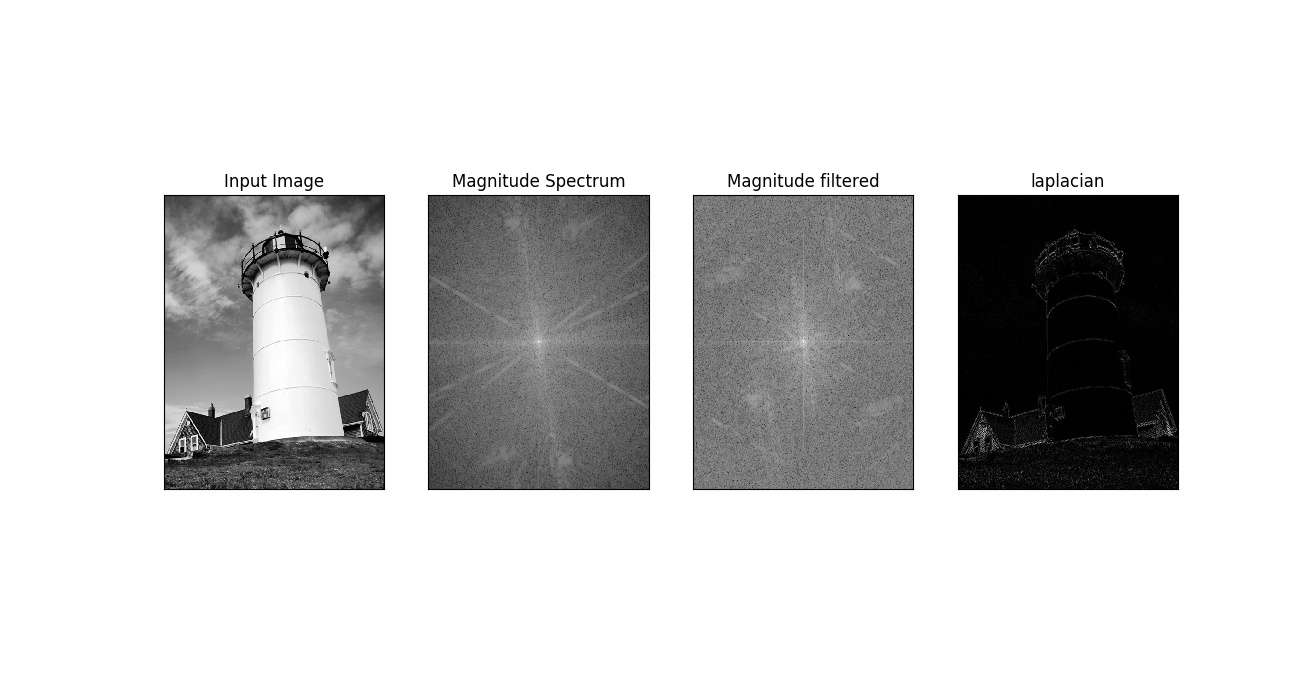 Input Image
Magnitude Spectrum
Magnitude filtered
laplacian